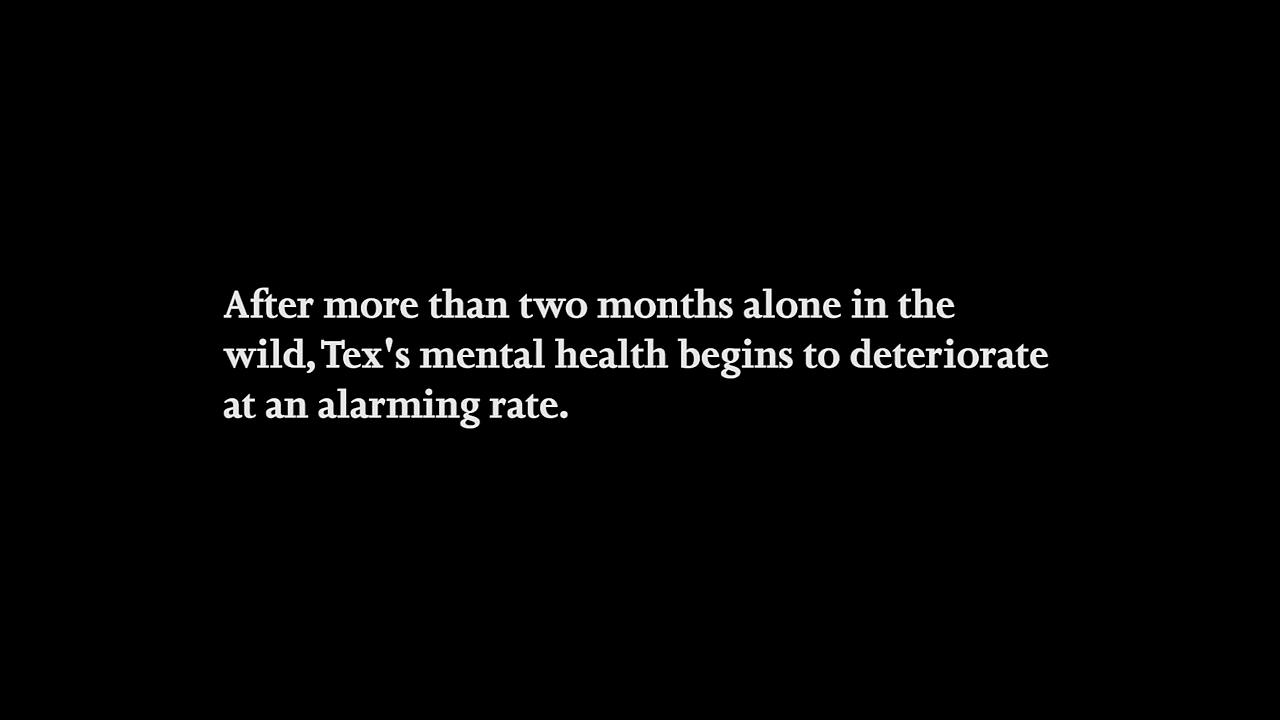 After more than two months alone in the
wild, Tex's mental health begins to deteriorate
at an alarming rate.